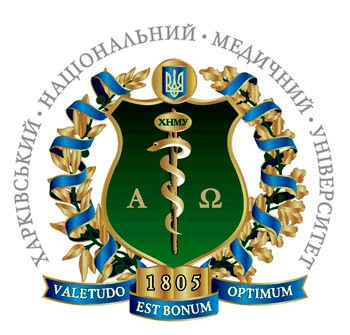 ХАРКІВСЬКИЙ · НАЦІОНАЛЬНИЙ · МЕДИЧНИЙ · УНІВЕРСИТЕТ
ХНМУ
Α Ω
1805
VALETUDO EST BONUM OPTIMUM